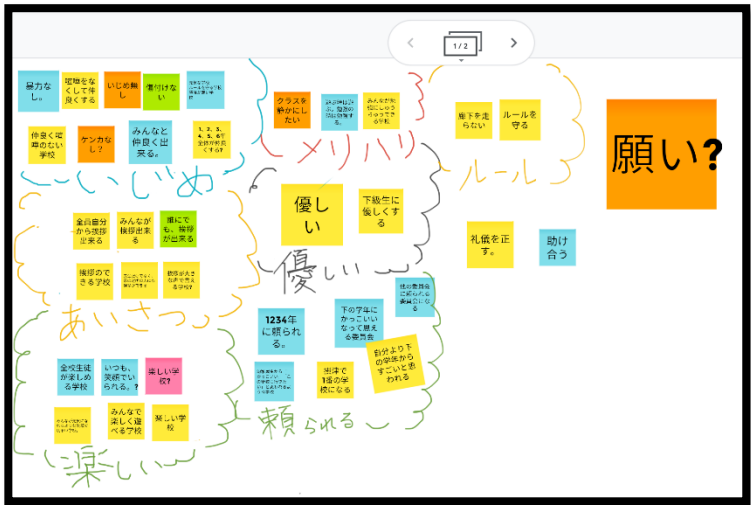 1 / 2
暴力な
し。
喧嘩をな
くして仲
良くする
いじめ無
し
傷付けな
い
仲良く喧
嘩のない
学校
ケンカな
し?
みんなと
仲良く出
来る。
1、2、3、
4、5、6年
全体が仲良
くする?
いじめ
クラスを
静かにし
たい
メリハリ
廊下を走
らない
ルールを
守る
ルール
願い?
全員自分
から挨拶
出来る
みんなが
挨拶出来
る
誰にで
も、挨拶
が出来る
挨拶ので
きる学校
挨拶が大き
な声で言え
る学校?
あいさつ
優し
い
下級生に
優しくす
る
優しい
礼儀を正
す。
助け
合う
1234年
に頼られ
る。
下の学年に
かっこいい
なって思え
る委員会
他の委員会
に頼られる
委員会にな
る
1番の学
校になる
自分より下
の学年から
すごいと思
われる
頼られる
全校生徒
が楽しめ
る学校
いつも、
笑顔でい
られる。?
楽しい学
校?
みんなで
楽しく遊
べる学校
楽しい学
校
楽しい